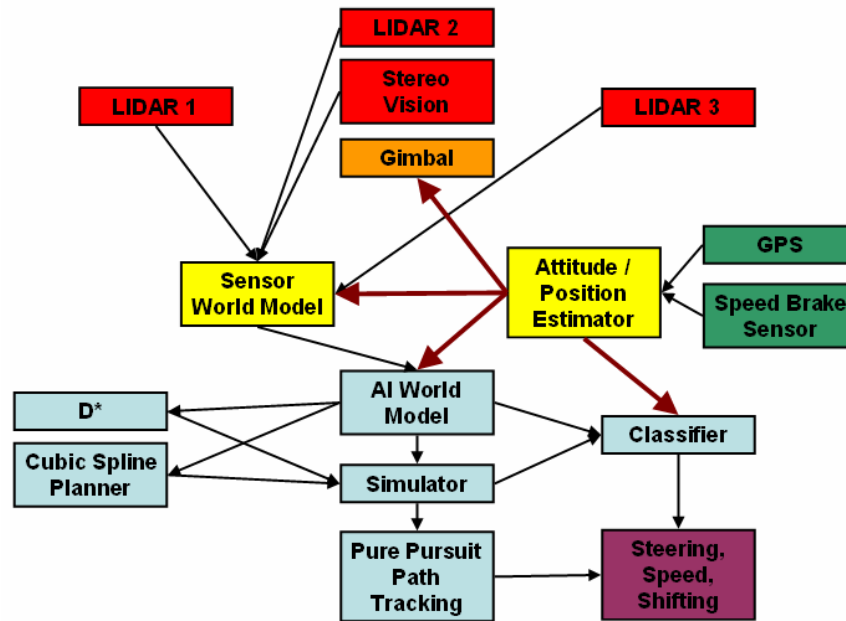 LIDAR 2
Stereo
Vision
LIDAR 1
LIDAR 3
Gimbal
GPS
Sensor
World Model
Attitude /
Position
Estimator
Speed Brake
Sensor
AI World
Model
D*
Classifier
Cubic Spline
Planner
Simulator
Pure Pursuit
Path
Tracking
Steering,
Speed,
Shifting